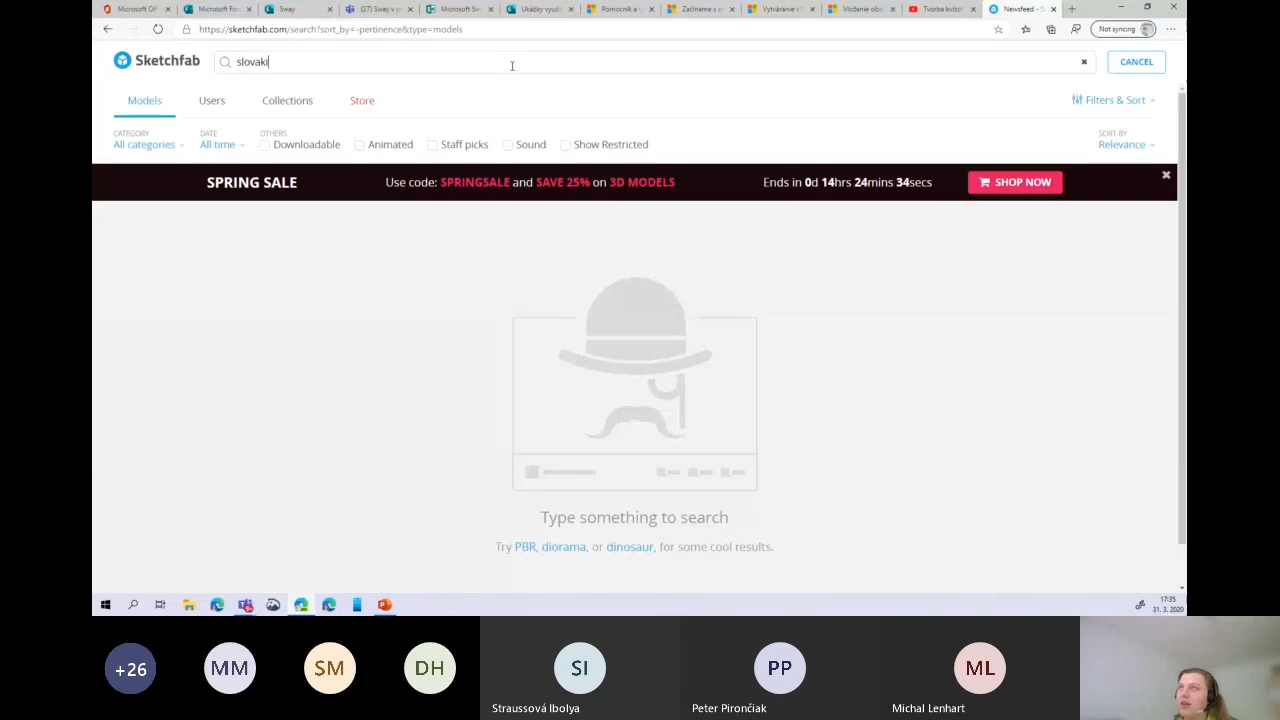 Microsoft Off
Microsoft For
Sway
(27) Sway v p
Microsoft Sw
Ukážky využi
Pomocník a v
Začíname s a
Vytváranie v
Vloženie obs
Tvorba kvízo
Newsfeed - S
https://sketchfab.com/search?sort_by=-pertinence&type=models
Not syncing
Sketchfab
slovaki
CANCEL
Models
Users
Collections
Store
Filters & Sort
CATEGORY
DATE
OTHERS
SORT BY
All categories
All time
Downloadable
Animated
Staff picks
Sound
Show Restricted
Relevance
SPRING SALE
Use code: SPRINGSALE and SAVE 25% on 3D MODELS
Ends in 0d 14hrs 24mins 34secs
SHOP NOW
Type something to search
Try PBR, diorama, or dinosaur, for some cool results.
17:35
31. 3. 2020
+26
MM
SM
DH
SI
PP
ML
Straussová Ibolya
Peter Pirončiak
Michal Lenhart